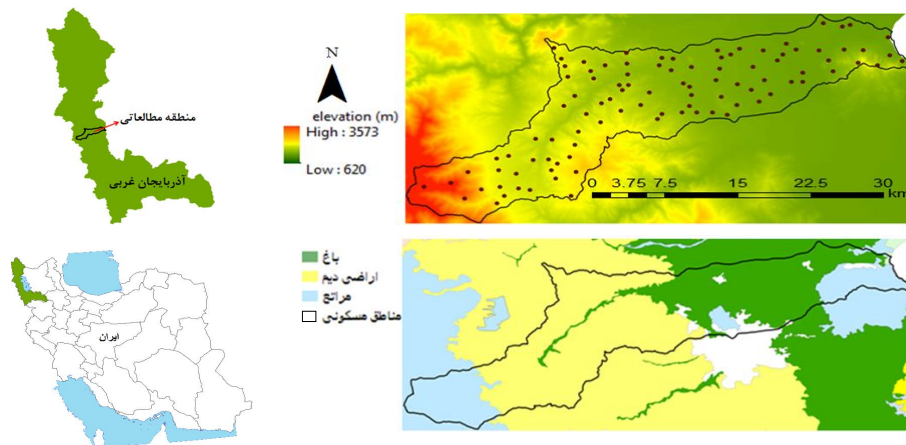 منطقه مطالعاتی
آذربایجان غربی
ایران
N
elevation (m)
High : 3573
Low : 620
0 3.75 7.5 15 22.5 30
km
باغ
اراضی دیم
مراتع
مناطق مسکونی